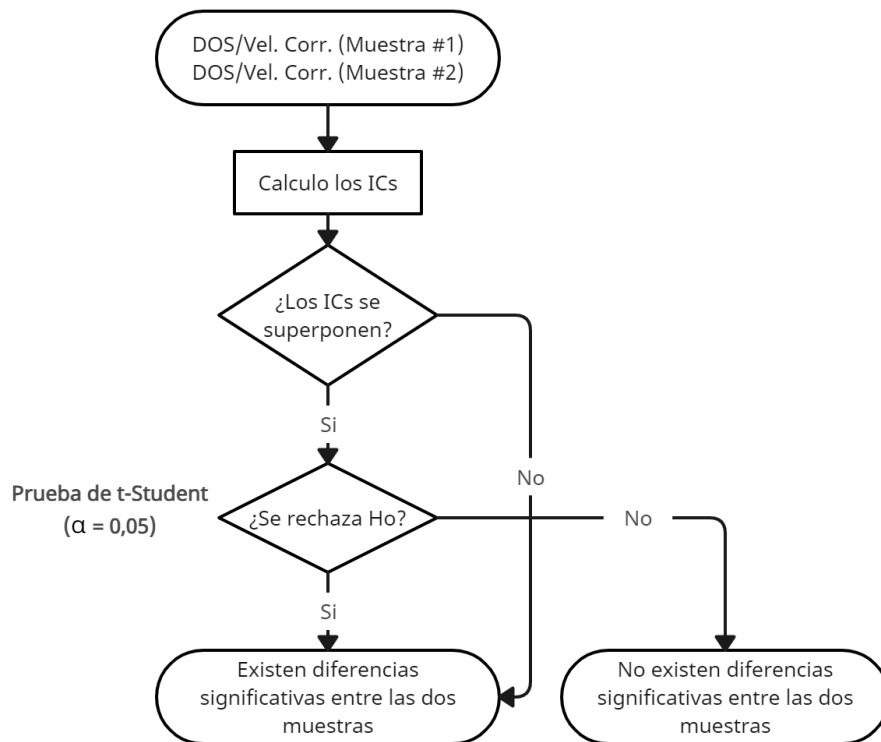 DOS/Vel. Corr. (Muestra #1)
DOS/Vel. Corr. (Muestra #2)
Calculo los ICs
¿Los ICs se
superponen?
Si
No
Prueba de t-Student
(α = 0,05)
¿Se rechaza Ho?
No
Si
Existen diferencias
significativas entre las dos
muestras
No existen diferencias
significativas entre las dos
muestras